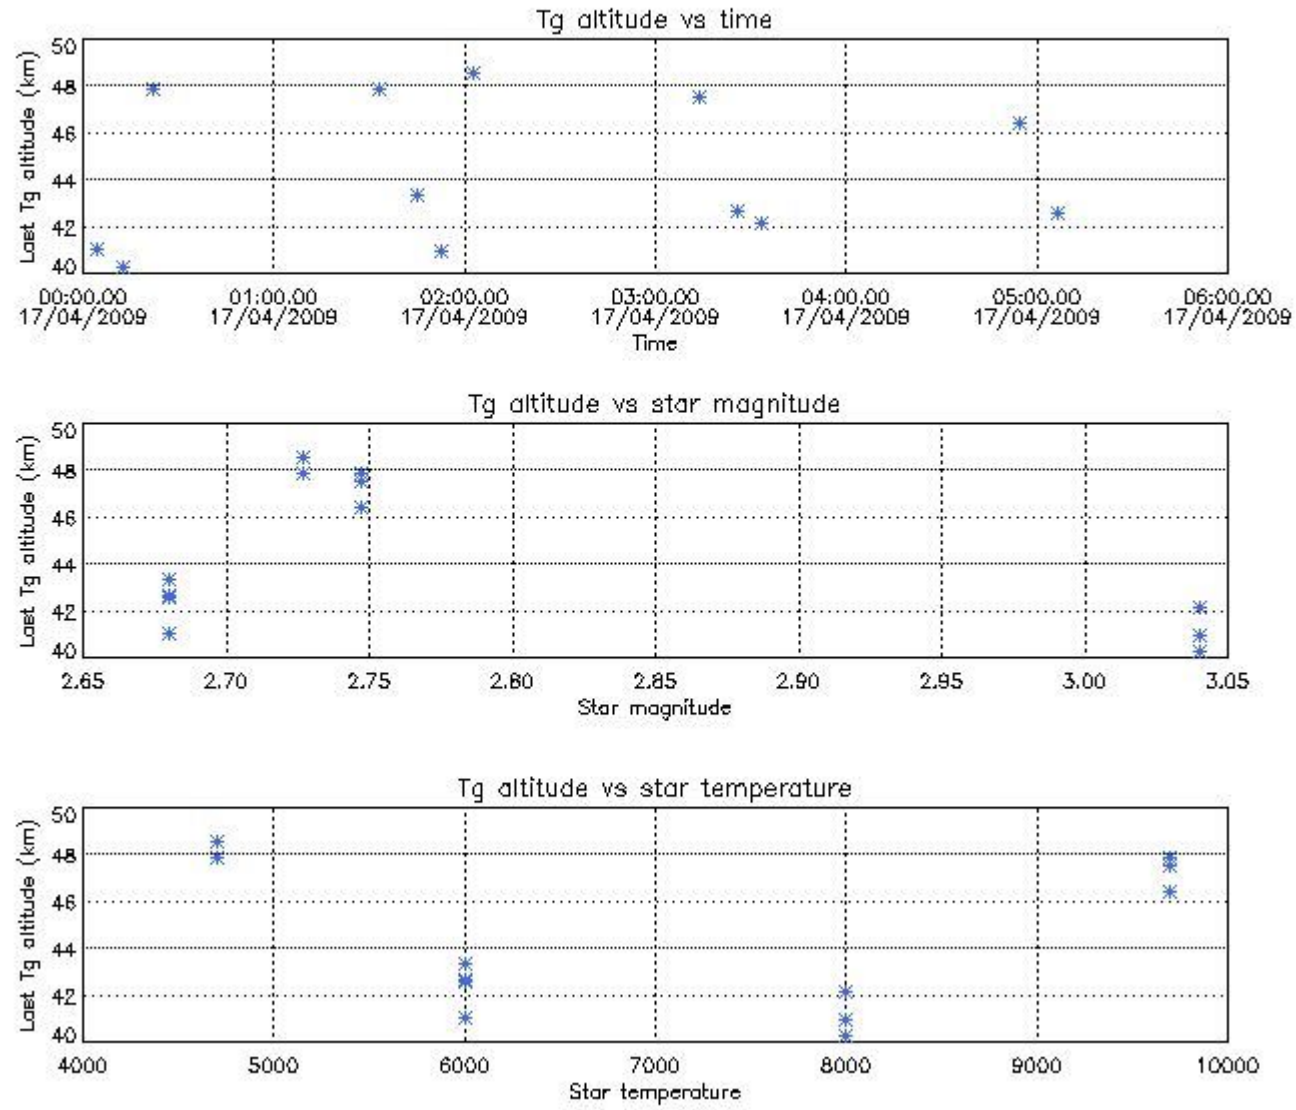 Tg altitude vs time
Last Tg altitude (km)
50
48
46
44
42
40
00:00.00 01:00.00 02:00.00 03:00.00 04:00.00 05:00.00 06:00.00
17/04/2009 17/04/2009 17/04/2009 17/04/2009 17/04/2009 17/04/2009 17/04/2009
Time
Tg altitude vs star magnitude
Last Tg altitude (km)
50
48
46
44
42
40
2.65 2.70 2.75 2.80 2.85 2.90 2.95 3.00 3.05
Star magnitude
Tg altitude vs star temperature
Last Tg altitude (km)
50
48
46
44
42
40
4000 5000 6000 7000 8000 9000 10000
Star temperature